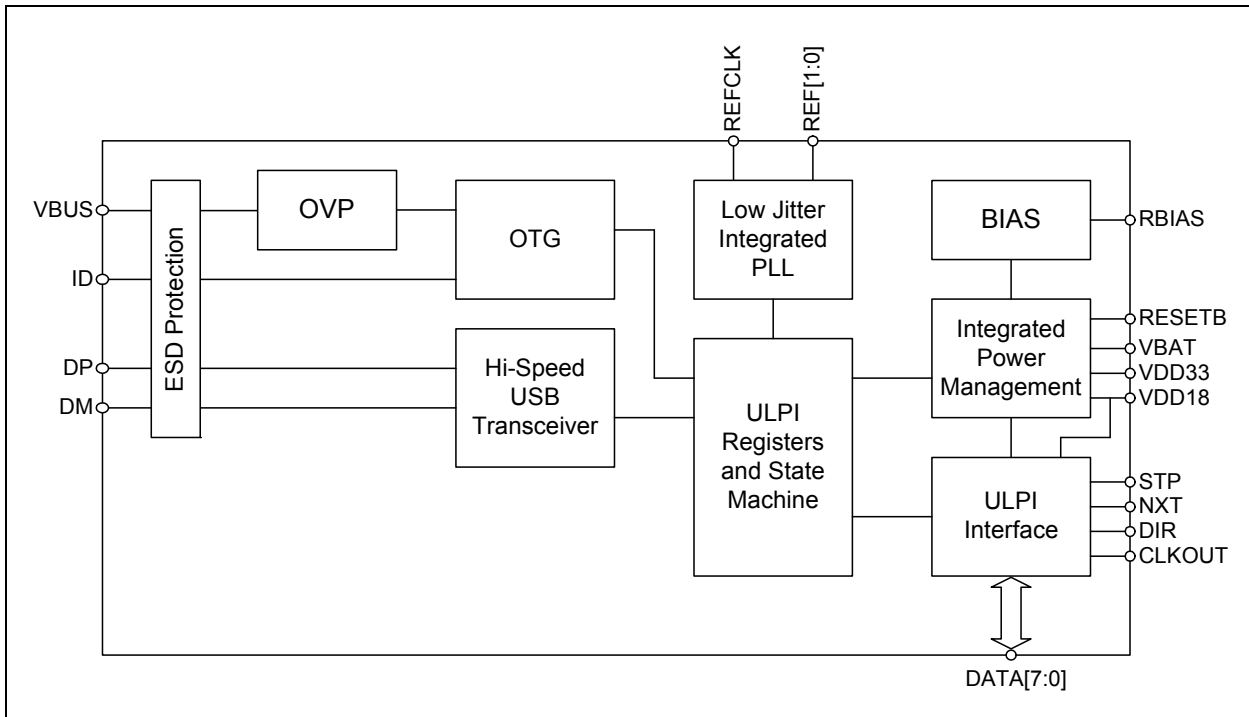 REFCLK
REF[1:0]
VBUS
ID
DP
DM
ESD Protection
OVP
OTG
Hi-Speed
USB
Transceiver
Low Jitter
Integrated
PLL
ULPI
Registers
and State
Machine
BIAS
Integrated
Power
Management
ULPI
Interface
RBIAS
RESETB
VBAT
VDD33
VDD18
STP
NXT
DIR
CLKOUT
DATA[7:0]